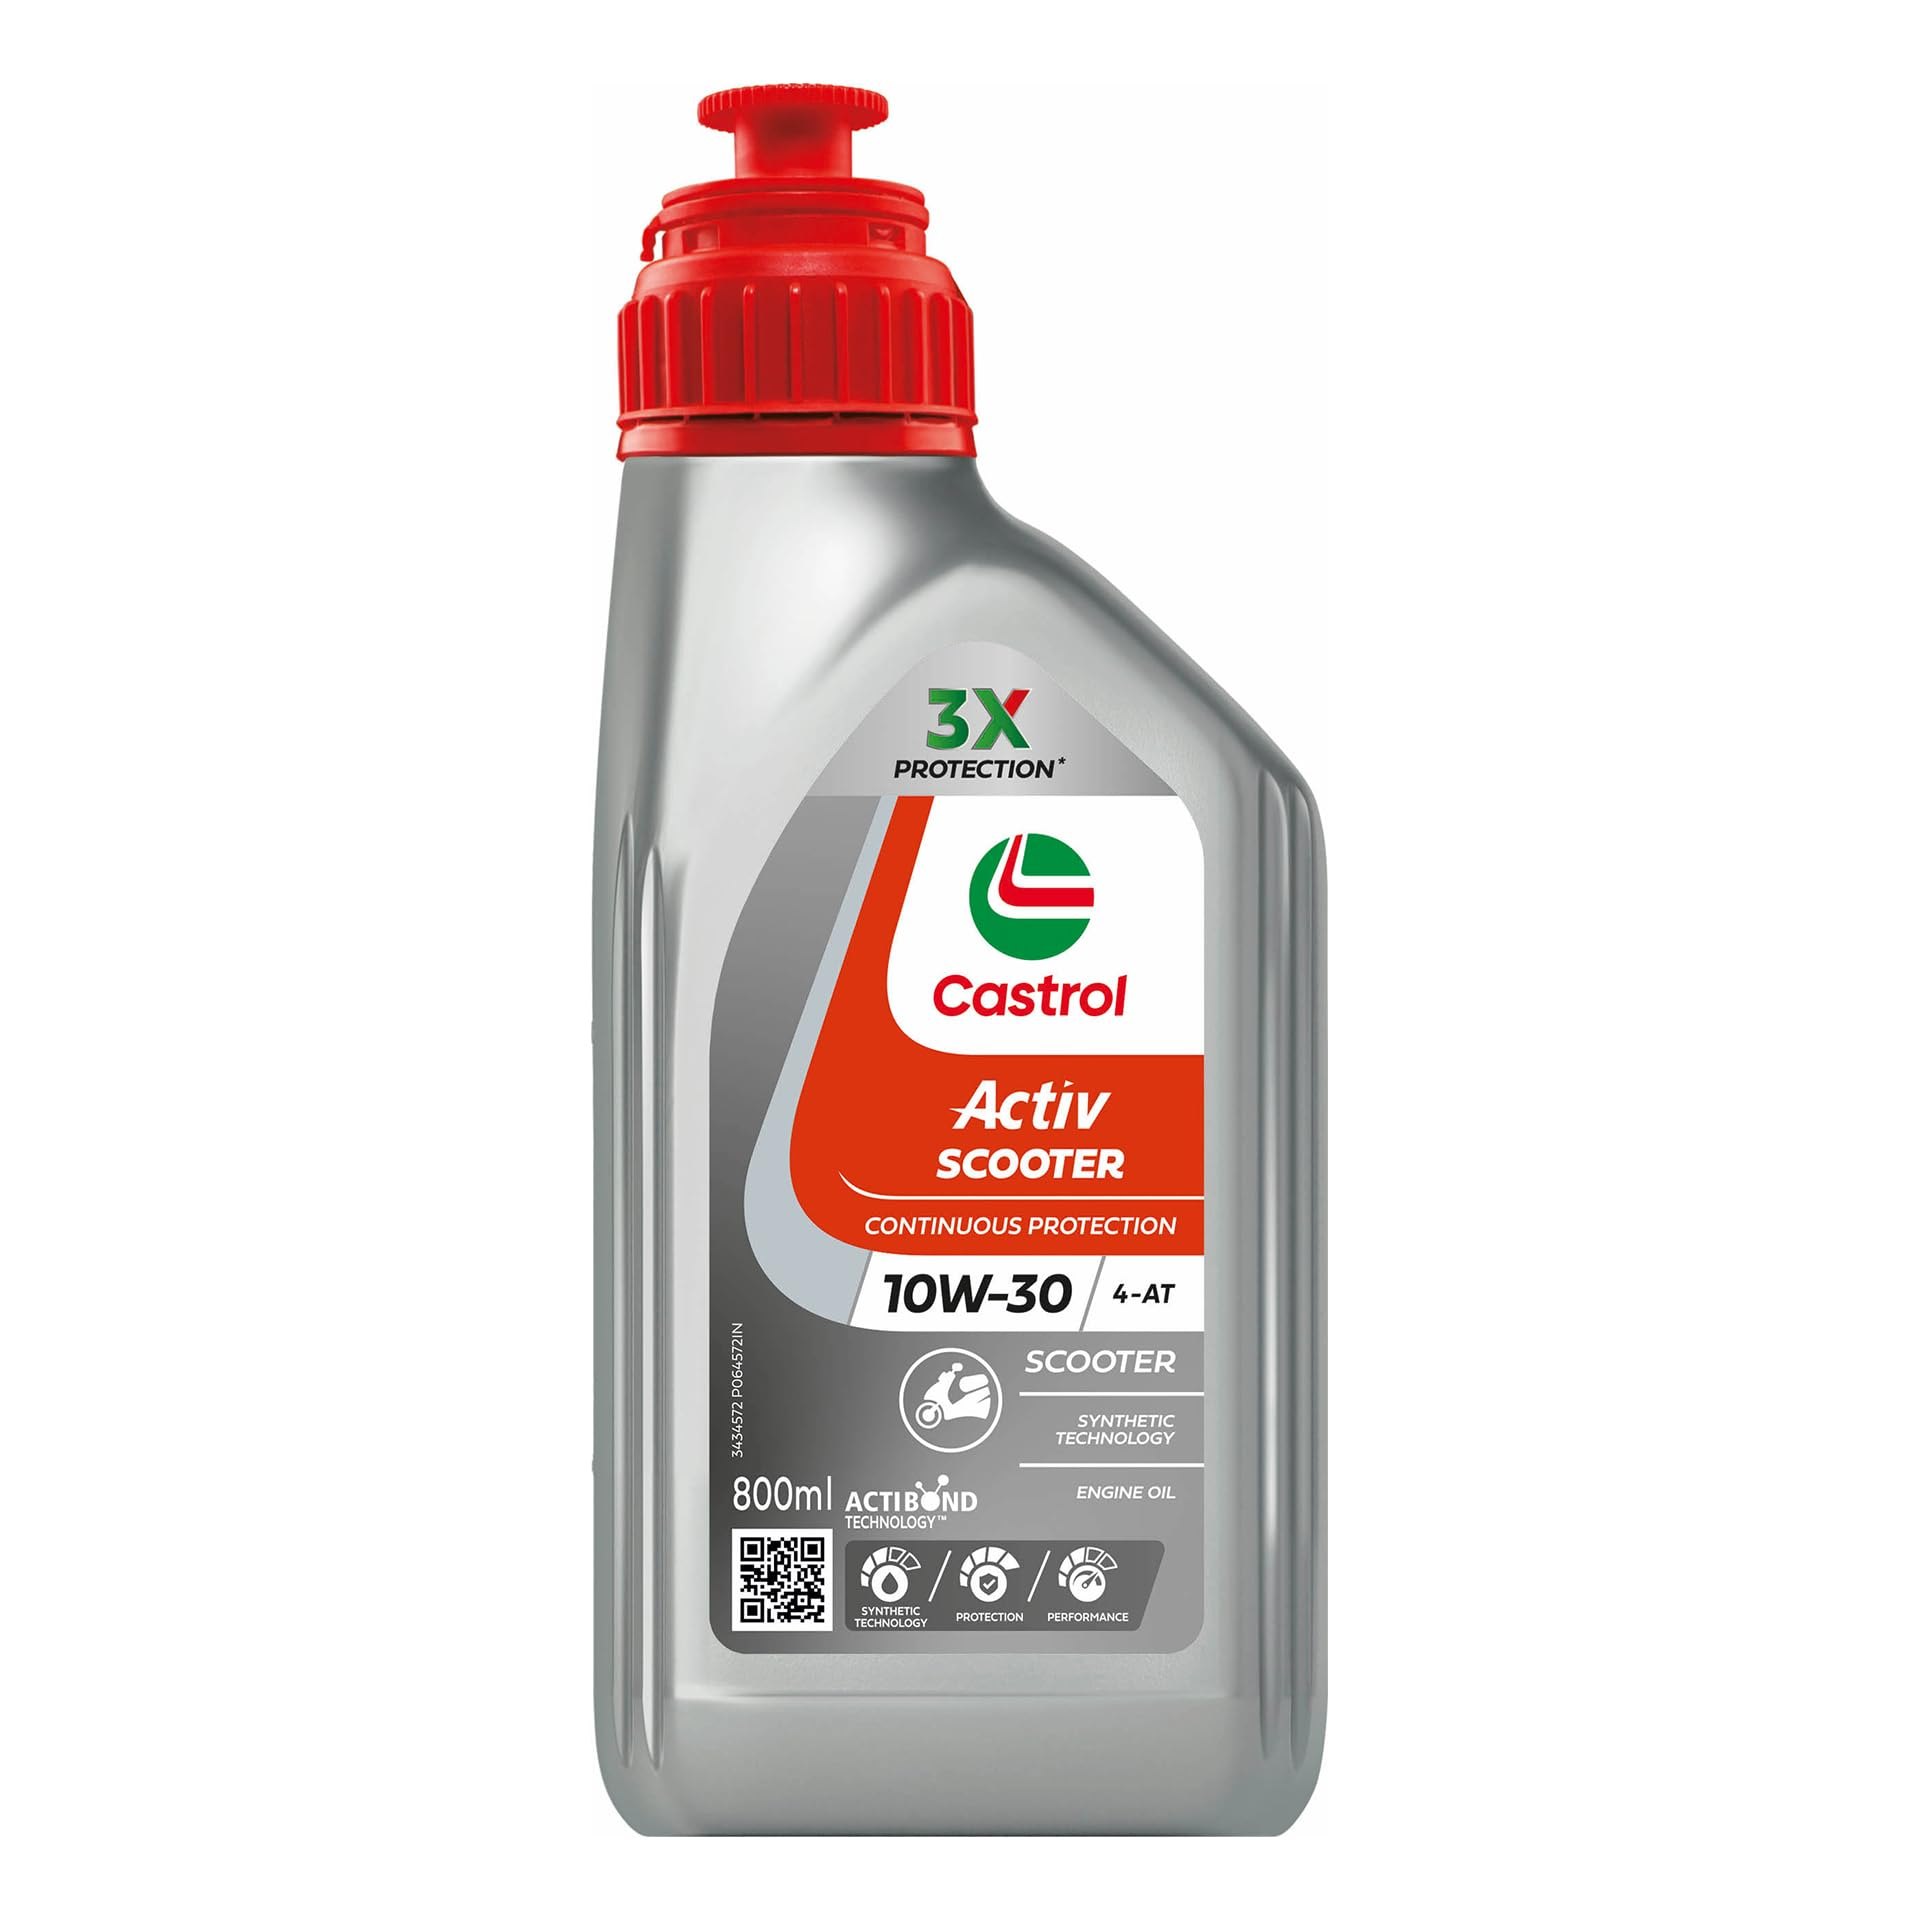 3X
PROTECTION*
Castrol
Activ
SCOOTER
CONTINUOUS PROTECTION
10W-30 / 4-AT
SCOOTER
SYNTHETIC
TECHNOLOGY
ENGINE OIL
3434572 P064572IN
800ml
ACTIBOND
TECHNOLOGY™
SYNTHETIC
TECHNOLOGY
PROTECTION
PERFORMANCE